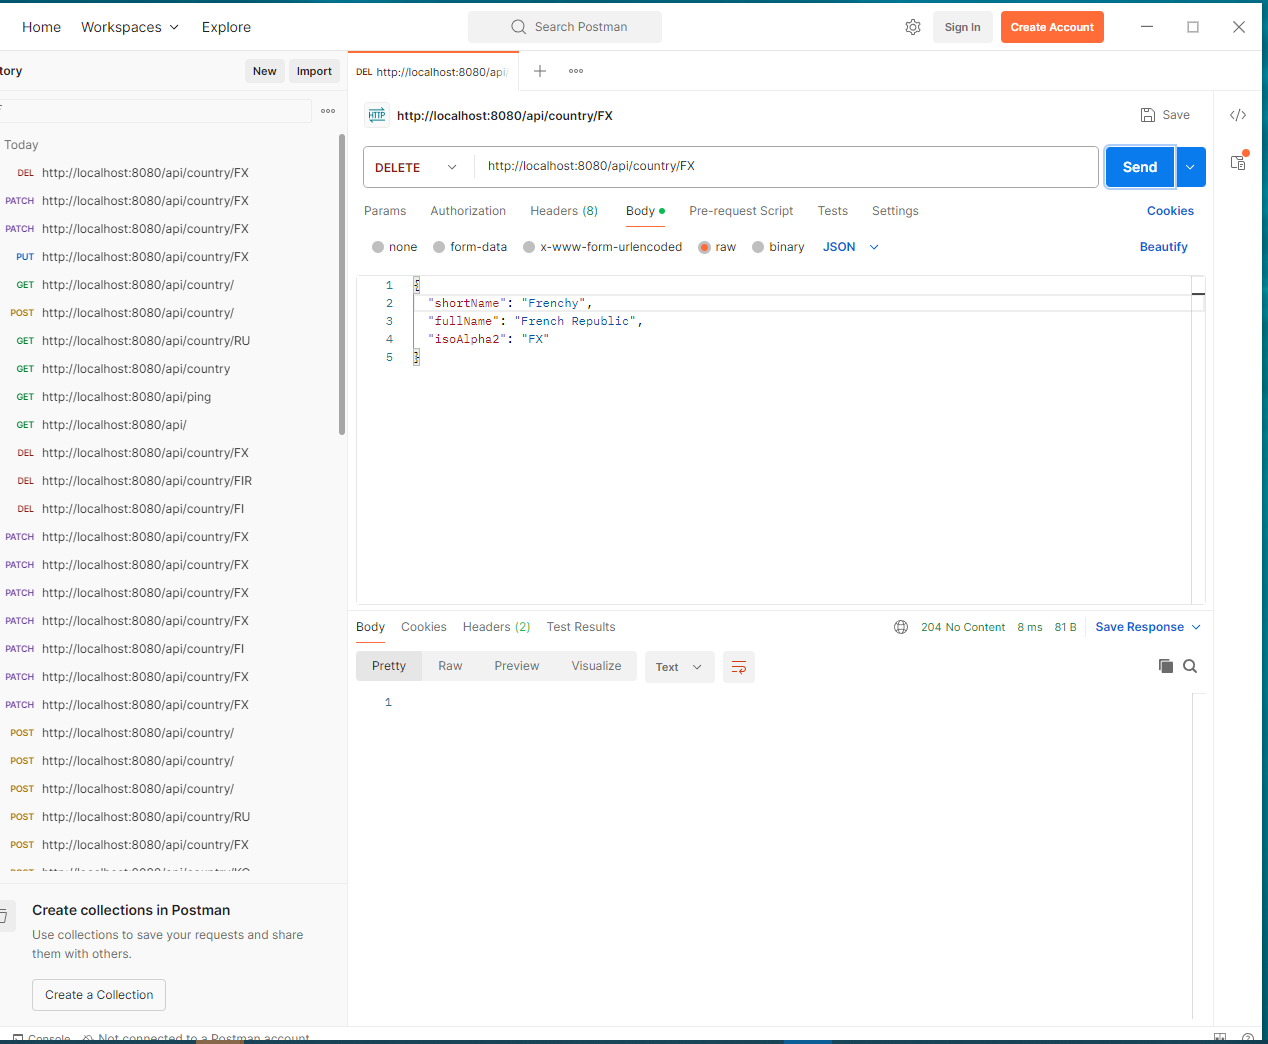 Home Workspaces Explore Search Postman Sign In Create Account
tory New Import
DEL http://localhost:8080/api/
HTTP http://localhost:8080/api/country/FX Save
Today
DEL http://localhost:8080/api/country/FX
PATCH http://localhost:8080/api/country/FX
PATCH http://localhost:8080/api/country/FX
PUT http://localhost:8080/api/country/FX
GET http://localhost:8080/api/country/
POST http://localhost:8080/api/country/
GET http://localhost:8080/api/country/RU
GET http://localhost:8080/api/country
GET http://localhost:8080/api/ping
GET http://localhost:8080/api/
DEL http://localhost:8080/api/country/FX
DEL http://localhost:8080/api/country/FIR
DEL http://localhost:8080/api/country/FI
PATCH http://localhost:8080/api/country/FX
PATCH http://localhost:8080/api/country/FX
PATCH http://localhost:8080/api/country/FX
PATCH http://localhost:8080/api/country/FX
PATCH http://localhost:8080/api/country/FI
PATCH http://localhost:8080/api/country/FX
PATCH http://localhost:8080/api/country/FX
POST http://localhost:8080/api/country/
POST http://localhost:8080/api/country/
POST http://localhost:8080/api/country/
POST http://localhost:8080/api/country/RU
POST http://localhost:8080/api/country/FX
Create collections in Postman
Use collections to save your requests and share
them with others.
Create a Collection
DELETE http://localhost:8080/api/country/FX Send
Params Authorization Headers (8) Body Pre-request Script Tests Settings Cookies
none form-data x-www-form-urlencoded raw binary JSON Beautify
1 {
2 "shortName": "Frenchy",
3 "fullName": "French Republic",
4 "isoAlpha2": "FX"
5 }
Body Cookies Headers (2) Test Results 204 No Content 8 ms 81 B Save Response
Pretty Raw Preview Visualize Text
1
Console Not connected to a Postman account